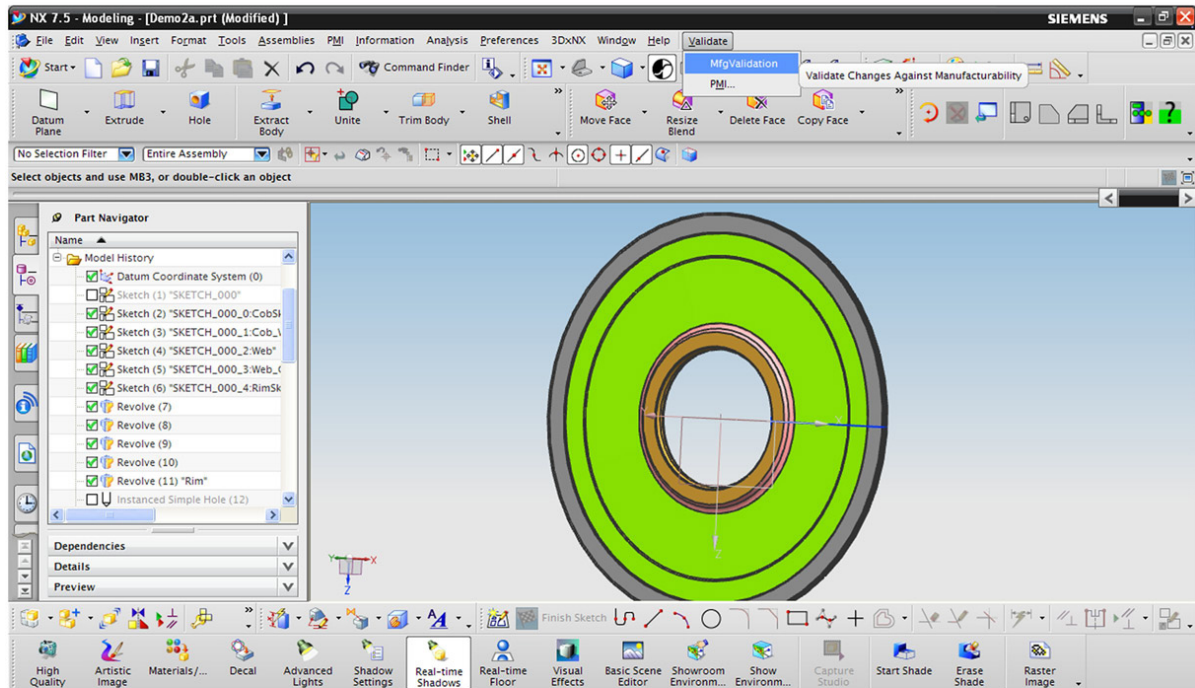 NX 7.5 - Modeling - [Demo2a.prt (Modified) ]
SIEMENS
File Edit View Insert Format Tools Assemblies PMI Information Analysis Preferences 3DxNX Window Help Validate
Start
Command Finder
MfgValidation
PMI...
Validate Changes Against Manufacturability
Datum Plane
Extrude
Hole
Extract Body
Unite
Trim Body
Shell
Move Face
Resize Blend
Delete Face
Copy Face
No Selection Filter
Entire Assembly
Select objects and use MB3, or double-click an object
Part Navigator
Name
Model History
Datum Coordinate System (0)
Sketch (1) "SKETCH_000"
Sketch (2) "SKETCH_000_0:CobSk
Sketch (3) "SKETCH_000_1:Cob_
Sketch (4) "SKETCH_000_2:Web"
Sketch (5) "SKETCH_000_3:Web_
Sketch (6) "SKETCH_000_4:RimSk
Revolve (7)
Revolve (8)
Revolve (9)
Revolve (10)
Revolve (11) "Rim"
Instanced Simple Hole (12)
Dependencies
Details
Preview
Z
Y X
Z
Finish Sketch
High Quality
Artistic Image
Materials/...
Decal
Advanced Lights
Shadow Settings
Real-time Shadows
Real-time Floor
Visual Effects
Basic Scene Editor
Showroom Environm...
Show Environm...
Capture Studio
Start Shade
Erase Shade
Raster Image